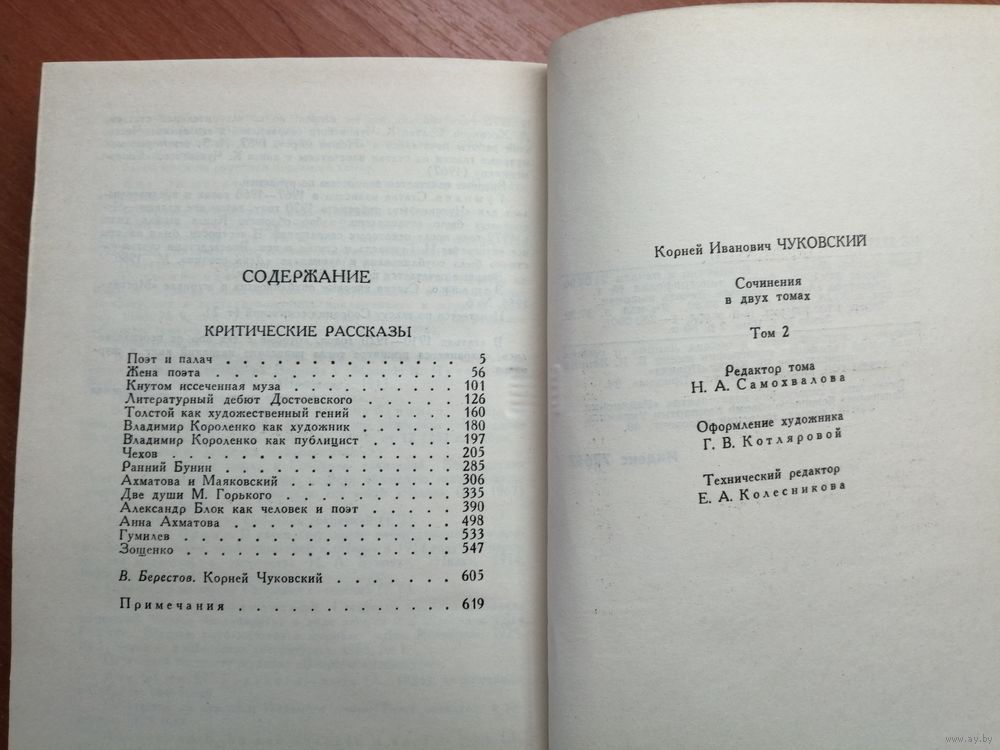 СОДЕРЖАНИЕ
КРИТИЧЕСКИЕ РАССКАЗЫ
Поэт и палач . . . . . . . . . . . . . . . 5
Жена поэта . . . . . . . . . . . . . . . 56
Кнутом иссеченная муза . . . . . . . . . . . 101
Литературный дебют Достоевского . . . . . . . 126
Толстой как художественный гений . . . . . . 160
Владимир Короленко как художник . . . . . . 180
Владимир Короленко как публицист . . . . . . 197
Чехов . . . . . . . . . . . . . . . . . 205
Ранний Бунин . . . . . . . . . . . . . . 285
Ахматова и Маяковский . . . . . . . . . . . 306
Две души М. Горького . . . . . . . . . . . 335
Александр Блок как человек и поэт . . . . . . 390
Анна Ахматова . . . . . . . . . . . . . . 498
Гумилев . . . . . . . . . . . . . . . . 533
Зощенко . . . . . . . . . . . . . . . . 547
В. Берестов. Корней Чуковский . . . . . . . 605
Примечания . . . . . . . . . . . . . 619
Корней Иванович ЧУКОВСКИЙ
Сочинения
в двух томах
Том 2
Редактор тома
Н. А. Самохвалова
Оформление художника
Г. В. Котляровой
Технический редактор
Е. А. Колесникова
www.ay.by